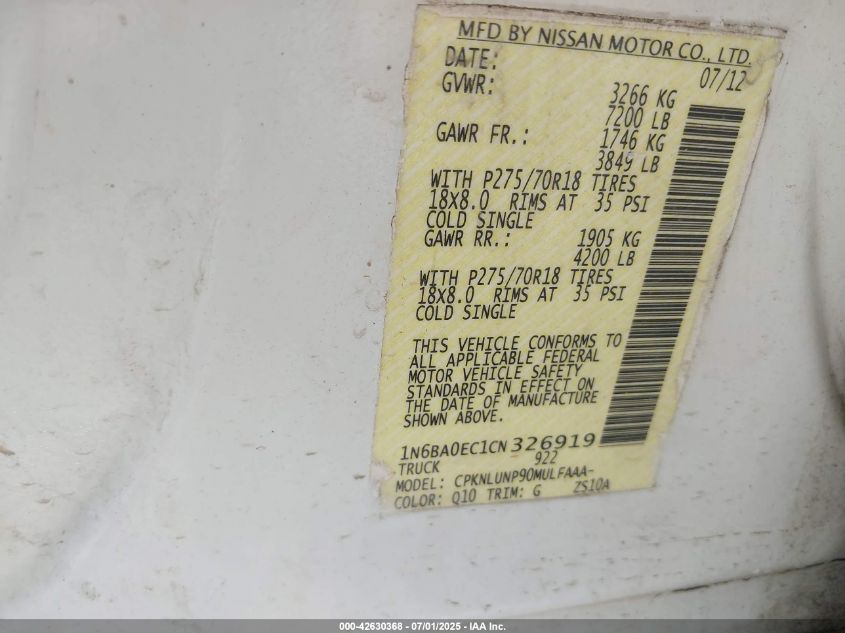 MFD BY NISSAN MOTOR CO., LTD.
DATE: 07/12
GVWR: 3266 KG
7200 LB
GAWR FR.: 1746 KG
3849 LB
WITH P275/70R18 TIRES
18X8.0 RIMS AT 35 PSI
COLD SINGLE
GAWR RR.: 1905 KG
4200 LB
WITH P275/70R18 TIRES
18X8.0 RIMS AT 35 PSI
COLD SINGLE
THIS VEHICLE CONFORMS TO
ALL APPLICABLE FEDERAL
MOTOR VEHICLE SAFETY
STANDARDS IN EFFECT ON
THE DATE OF MANUFACTURE
SHOWN ABOVE.
1N6BA0EC1CN326919
TRUCK 922
MODEL: CPKNLUNP90MULFAAA-
COLOR: Q10 TRIM: G ZS10A
000-42630368 - 07/01/2025 - IAA Inc.